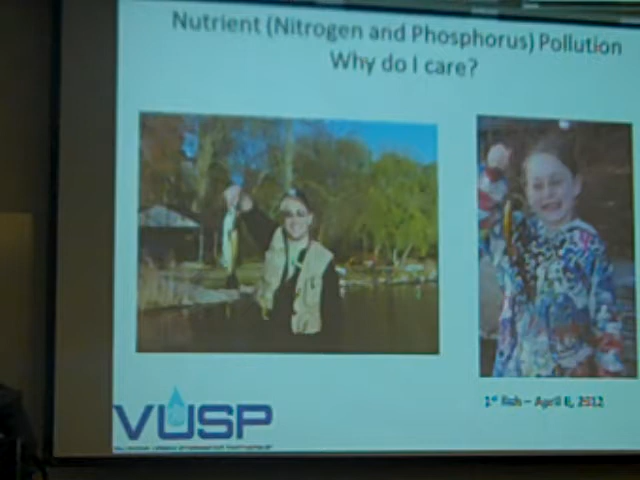 Nutrient (Nitrogen and Phosphorus) Pollution
Why do I care?
1st fish – April 8, 2012
VUSP